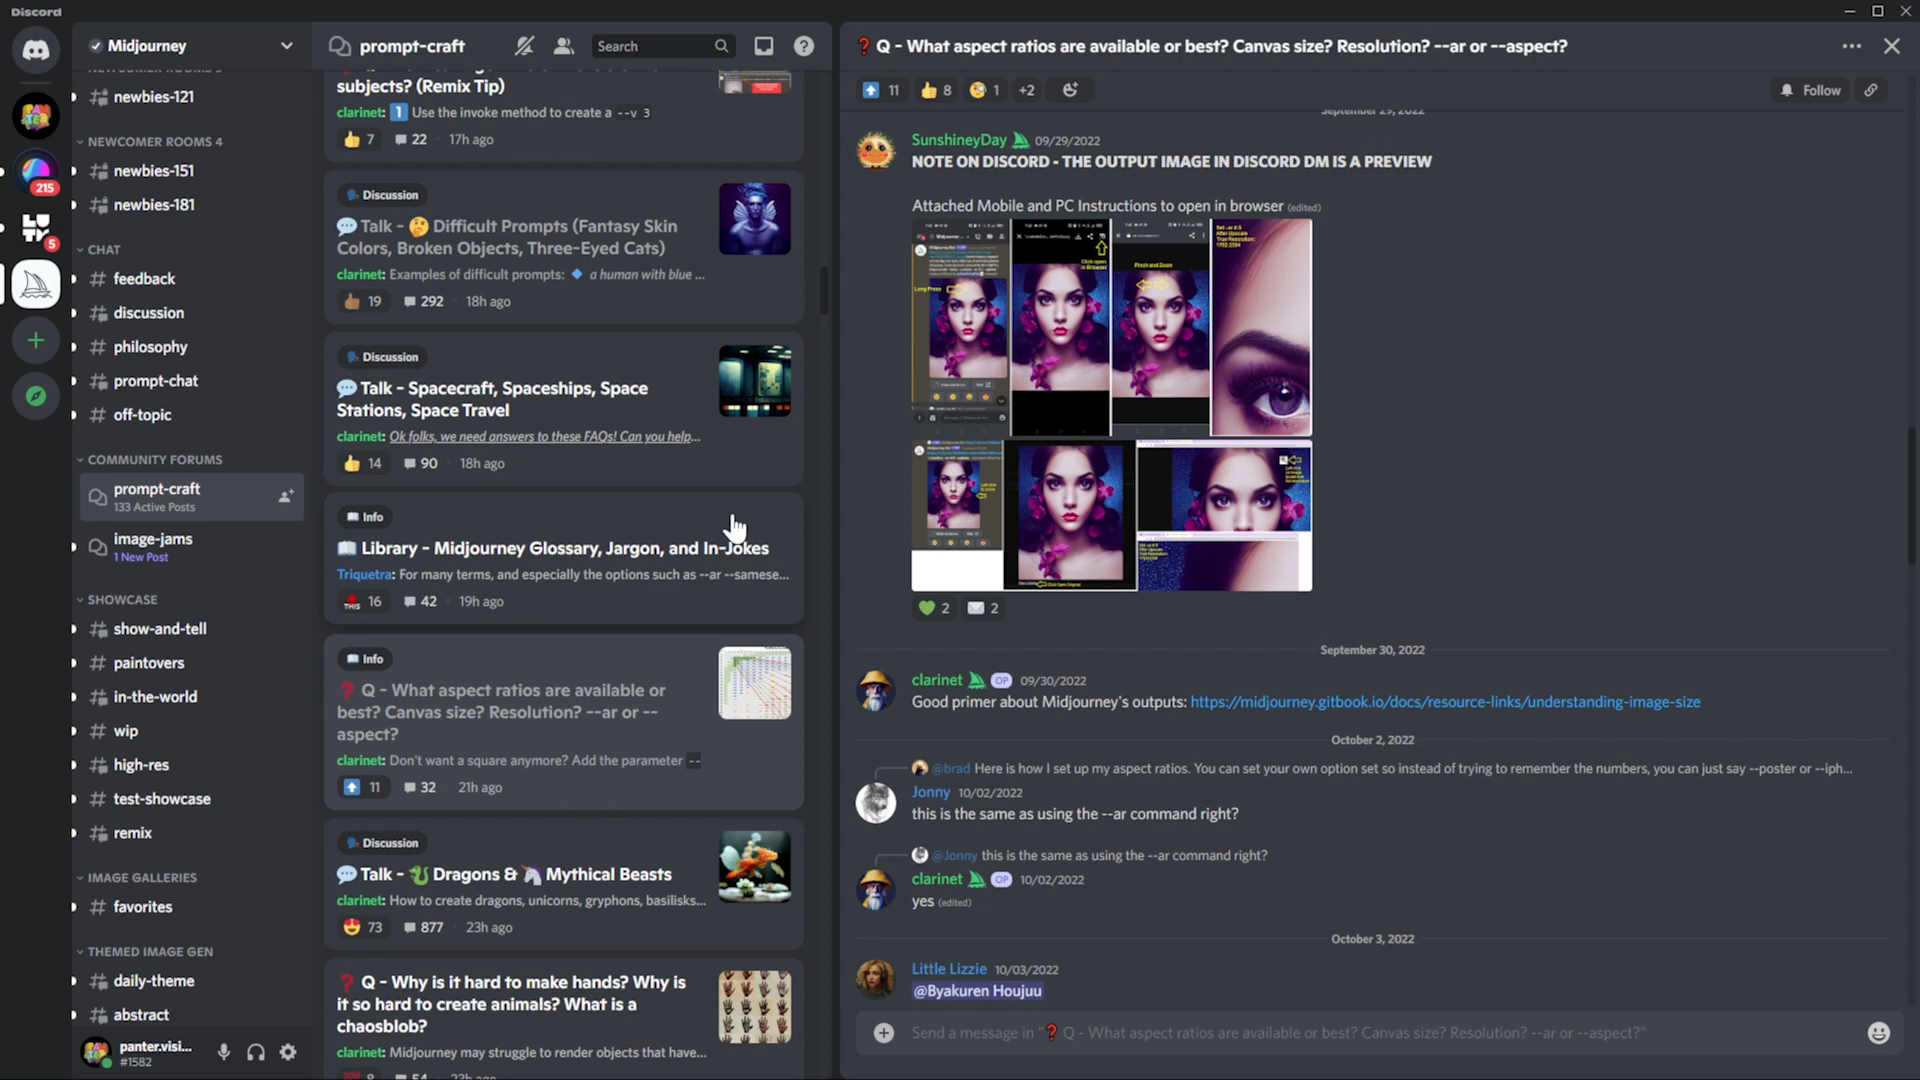 Discord
Midjourney
newbies-121
NEWCOMER ROOMS 4
newbies-151
newbies-181
CHAT
feedback
discussion
philosophy
prompt-chat
off-topic
COMMUNITY FORUMS
prompt-craft
133 Active Posts
image-jams
1 New Post
SHOWCASE
show-and-tell
paintovers
in-the-world
wip
high-res
test-showcase
remix
IMAGE GALLERIES
favorites
THEMED IMAGE GEN
daily-theme
abstract
panter.visi...
#1582
215
5
prompt-craft
Search
subjects? (Remix Tip)
clarinet: 1 Use the invoke method to create a --v 3
7 22 17h ago
Discussion
Talk - Difficult Prompts (Fantasy Skin
Colors, Broken Objects, Three-Eyed Cats)
clarinet: Examples of difficult prompts: a human with blue ...
19 292 18h ago
Discussion
Talk - Spacecraft, Spaceships, Space
Stations, Space Travel
clarinet: Ok folks, we need answers to these FAQs! Can you help...
14 90 18h ago
Info
Library - Midjourney Glossary, Jargon, and In-Jokes
Triquetra: For many terms, and especially the options such as --ar --samese...
THIS 16 42 19h ago
Info
❓ Q - What aspect ratios are available or
best? Canvas size? Resolution? --ar or --
aspect?
clarinet: Don't want a square anymore? Add the parameter --
11 32 21h ago
Discussion
Talk - Dragons & Mythical Beasts
clarinet: How to create dragons, unicorns, gryphons, basilisks...
73 877 23h ago
❓ Q - Why is it hard to make hands? Why is
it so hard to create animals? What is a
chaosblob?
clarinet: Midjourney may struggle to render objects that have...
❓ Q - What aspect ratios are available or best? Canvas size? Resolution? --ar or --aspect?
11 8 1 +2
Follow
September 29, 2022
SunshineyDay 09/29/2022
NOTE ON DISCORD - THE OUTPUT IMAGE IN DISCORD DM IS A PREVIEW
Attached Mobile and PC Instructions to open in browser (edited)
Long Press
Click open
in Browser
Pinch and Zoom
2 2
September 30, 2022
clarinet OP 09/30/2022
Good primer about Midjourney's outputs: https://midjourney.gitbook.io/docs/resource-links/understanding-image-size
October 2, 2022
@brad Here is how I set up my aspect ratios. You can set your own option set so instead of trying to remember the numbers, you can just say --poster or --iph...
Jonny 10/02/2022
this is the same as using the --ar command right?
@Jonny this is the same as using the --ar command right?
clarinet OP 10/02/2022
yes (edited)
October 3, 2022
Little Lizzie 10/03/2022
@Byakuren Houjuu
Send a message in "❓ Q - What aspect ratios are available or best? Canvas size? Resolution? --ar or --aspect?"